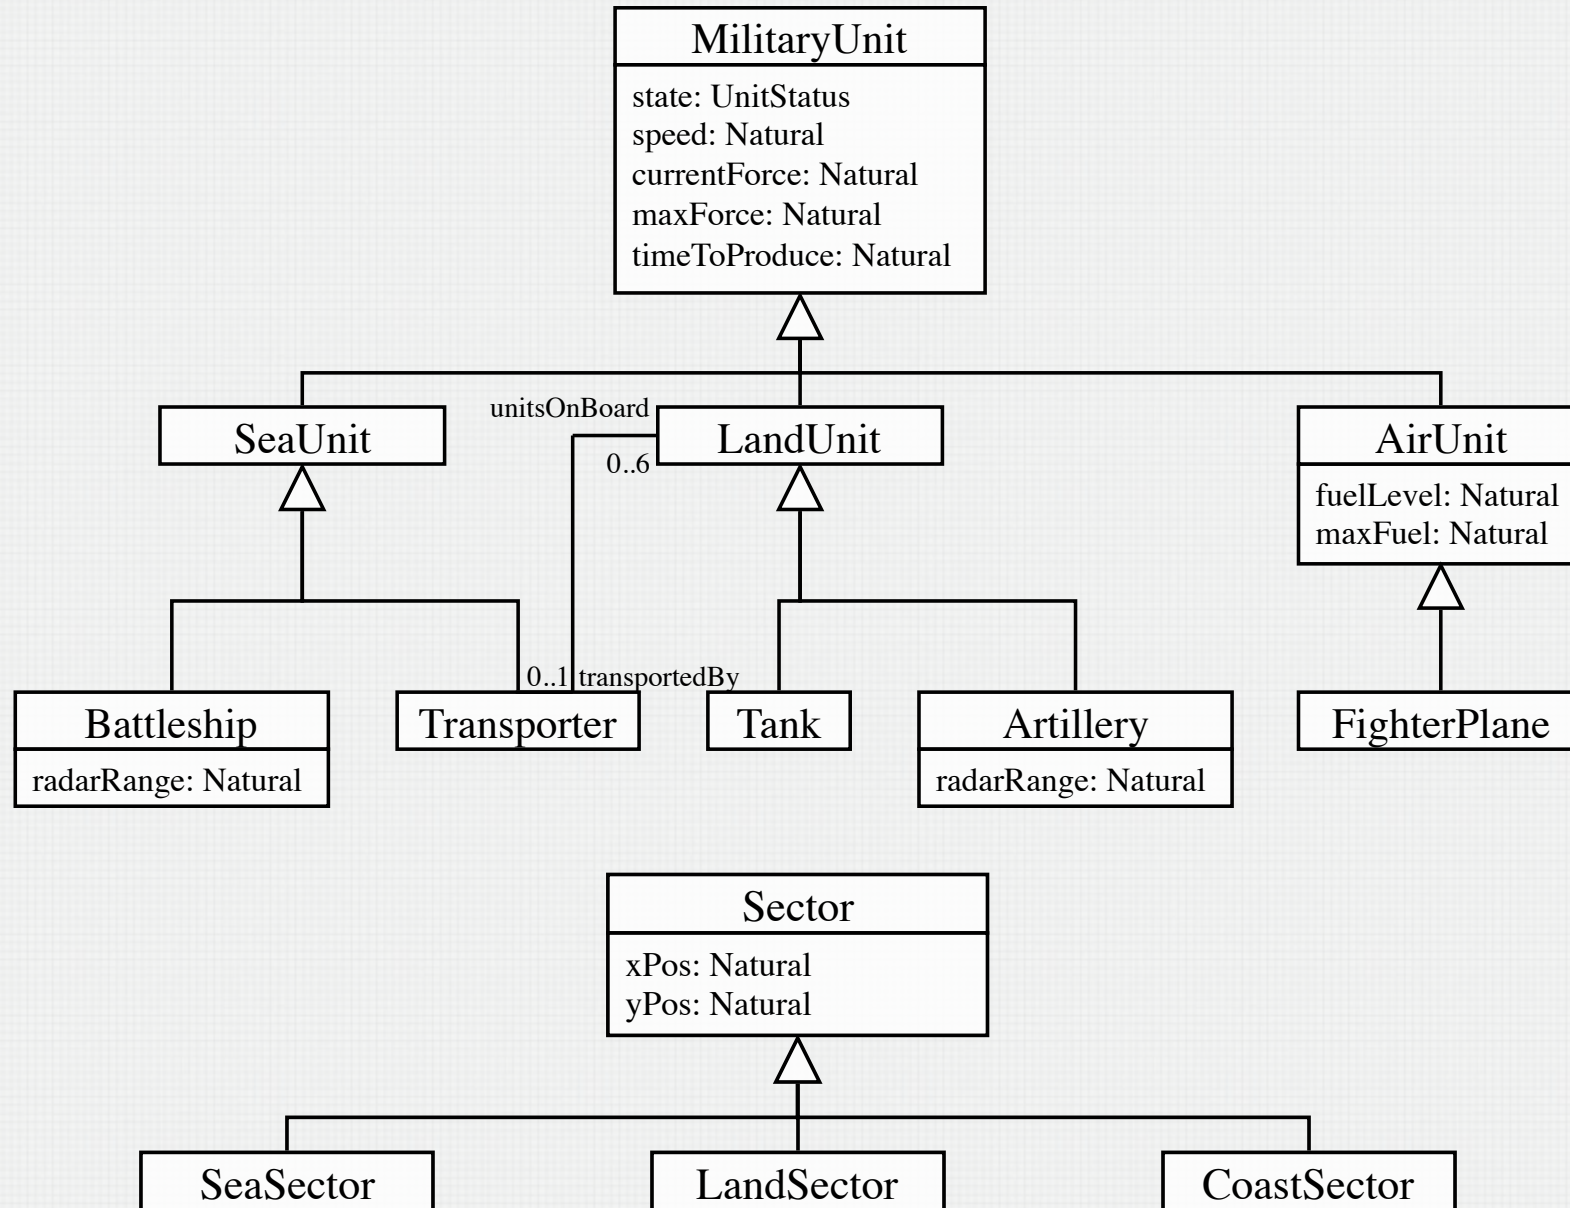 MilitaryUnit
state: UnitStatus
speed: Natural
currentForce: Natural
maxForce: Natural
timeToProduce: Natural
unitsOnBoard
SeaUnit
LandUnit
AirUnit
0..6
fuelLevel: Natural
maxFuel: Natural
0..1 transportedBy
Battleship
Transporter
Tank
Artillery
FighterPlane
radarRange: Natural
radarRange: Natural
Sector
xPos: Natural
yPos: Natural
SeaSector
LandSector
CoastSector